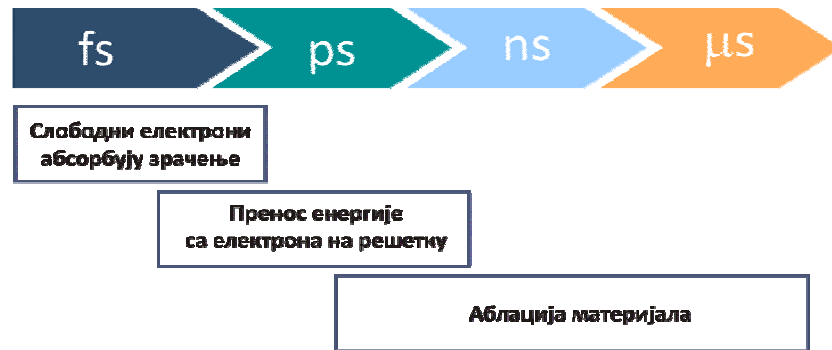 fs ps ns μs
Слободни електрони
абсорбују зрачење
Пренос енергије
са електрона на решетку
Аблација материјала